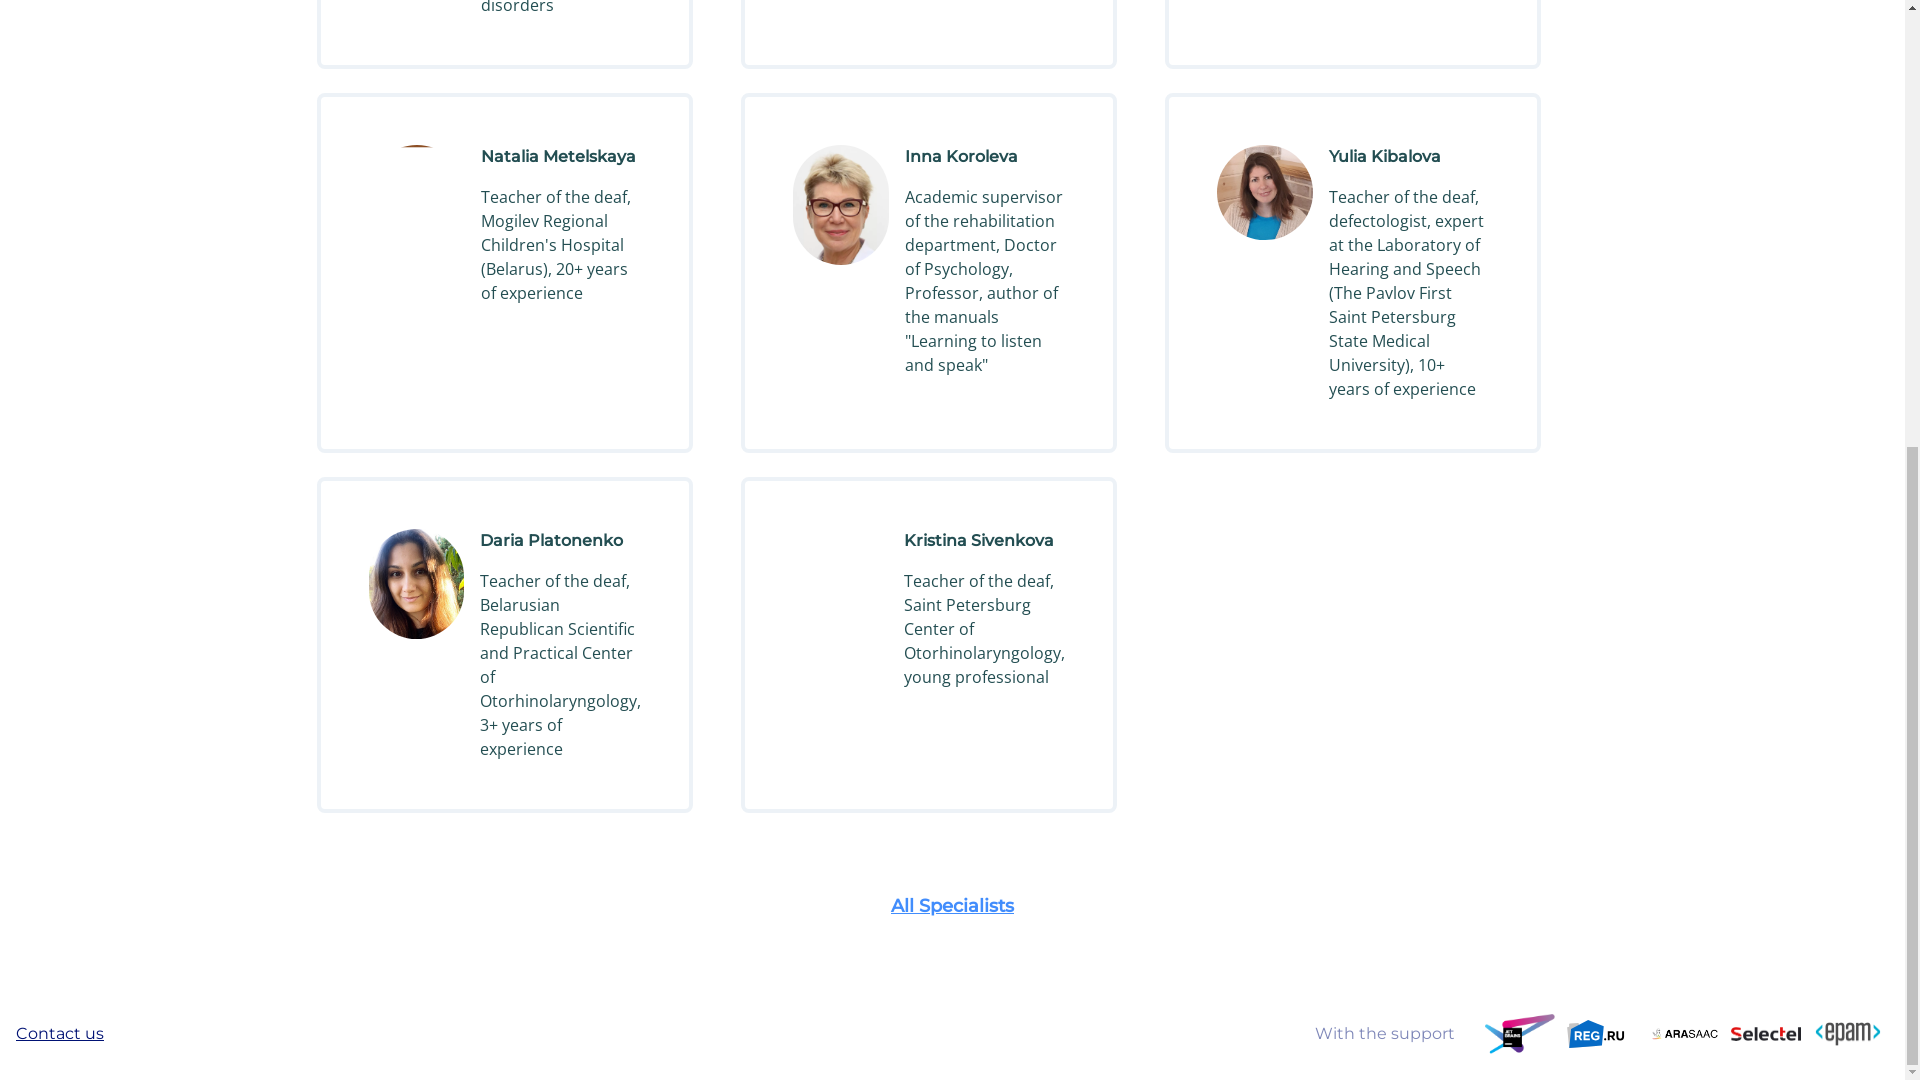 disorders
Natalia Metelskaya
Teacher of the deaf,
Mogilev Regional
Children's Hospital
(Belarus), 20+ years
of experience
Inna Koroleva
Academic supervisor
of the rehabilitation
department, Doctor
of Psychology,
Professor, author of
the manuals
"Learning to listen
and speak"
Yulia Kibalova
Teacher of the deaf,
defectologist, expert
at the Laboratory of
Hearing and Speech
(The Pavlov First
Saint Petersburg
State Medical
University), 10+
years of experience
Daria Platonenko
Teacher of the deaf,
Belarusian
Republican Scientific
and Practical Center
of
Otorhinolaryngology,
3+ years of
experience
Kristina Sivenkova
Teacher of the deaf,
Saint Petersburg
Center of
Otorhinolaryngology,
young professional
All Specialists
Contact us
With the support
JET
BRAINS
REG.RU
ARASAAC
Selectel
<epam>